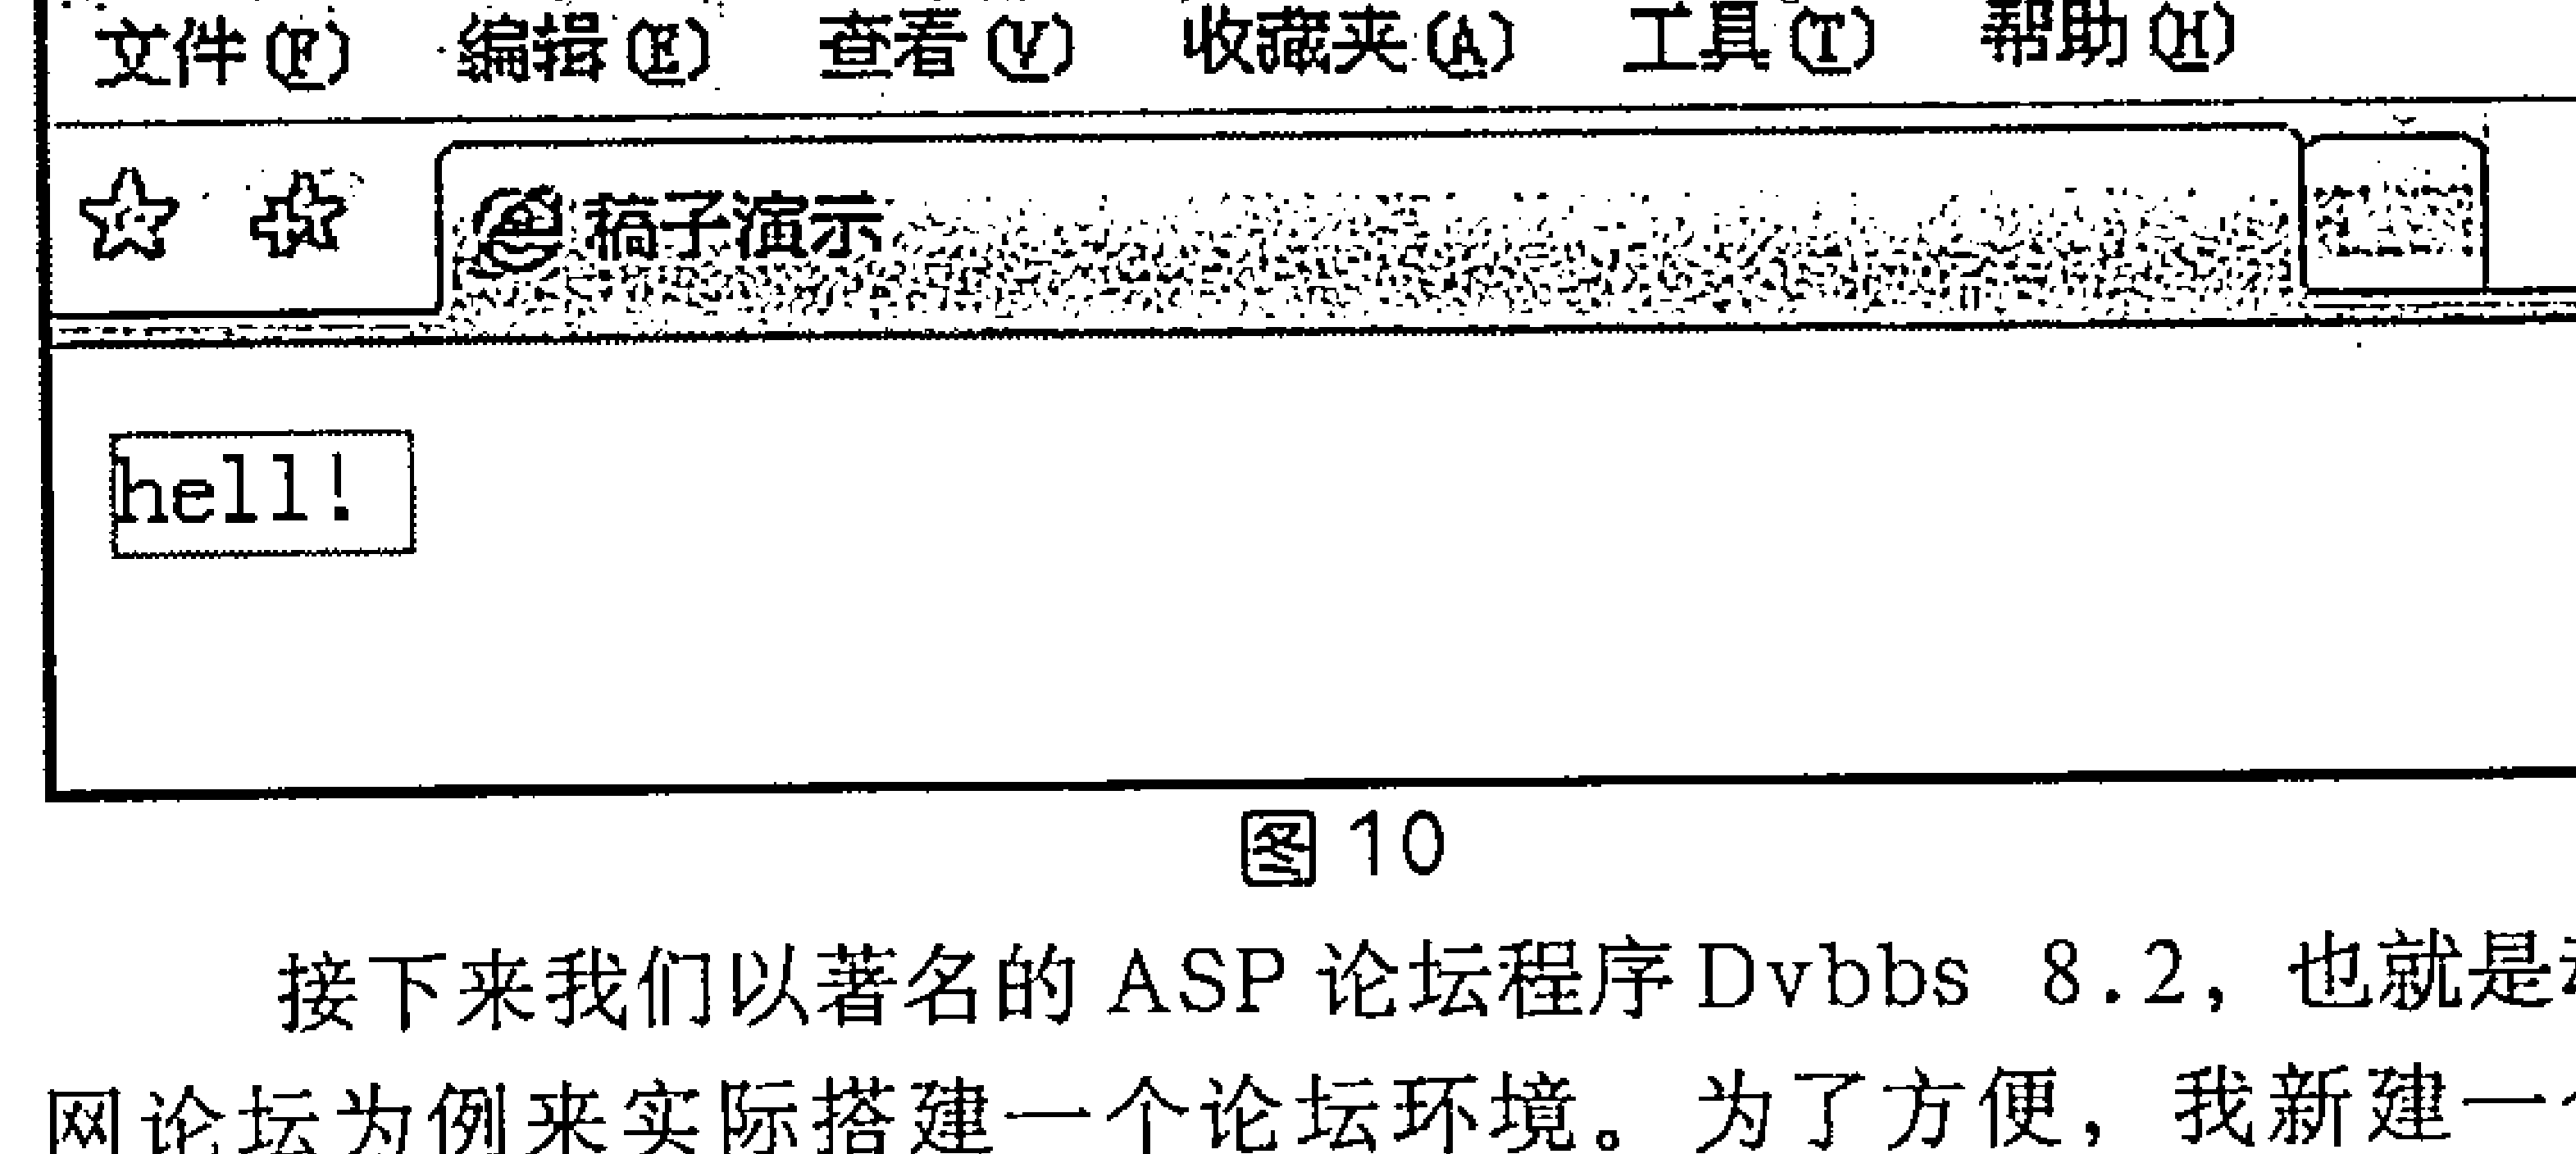 文件(F) 编辑(E) 查看(V) 收藏夹(A) 工具(T) 帮助(H)
稿子演示
hell!
图10
接下来我们以著名的 ASP 论坛程序Dvbbs 8.2，也就是
网论坛为例来实际搭建一个论坛环境。为了方便，我新建一